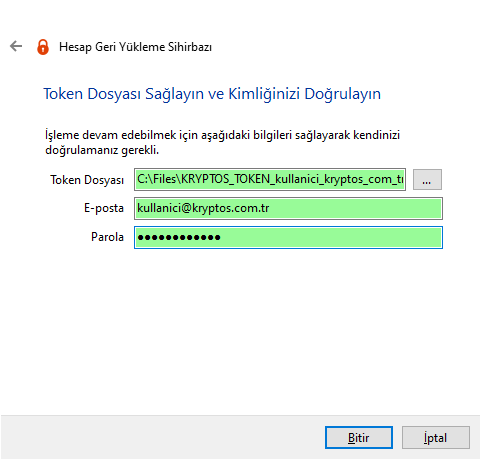 Hesap Geri Yükleme Sihirbazı
Token Dosyası Sağlayın ve Kimliğinizi Doğrulayın
İşleme devam edebilmek için aşağıdaki bilgileri sağlayarak kendinizi
doğrulamanız gerekli.
Token Dosyası C:\Files\KRYPTOS_TOKEN_kullanici_kryptos_com_tı ...
E-posta kullanici@kryptos.com.tr
Parola ●●●●●●●●●●●●
Bitir İptal